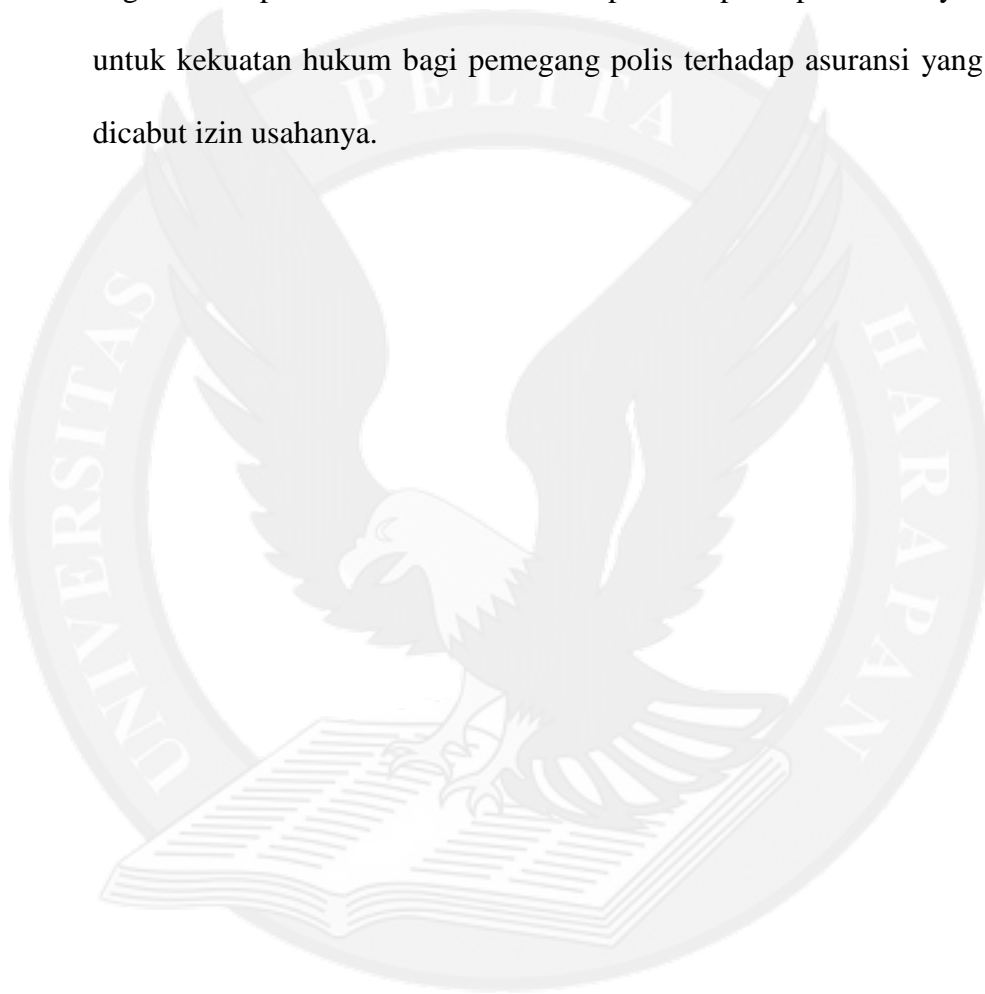 untuk kekuatan hukum bagi pemegang polis terhadap asuransi yang
dicabut izin usahanya.
UNIVERSITAS PELITA HARAPAN